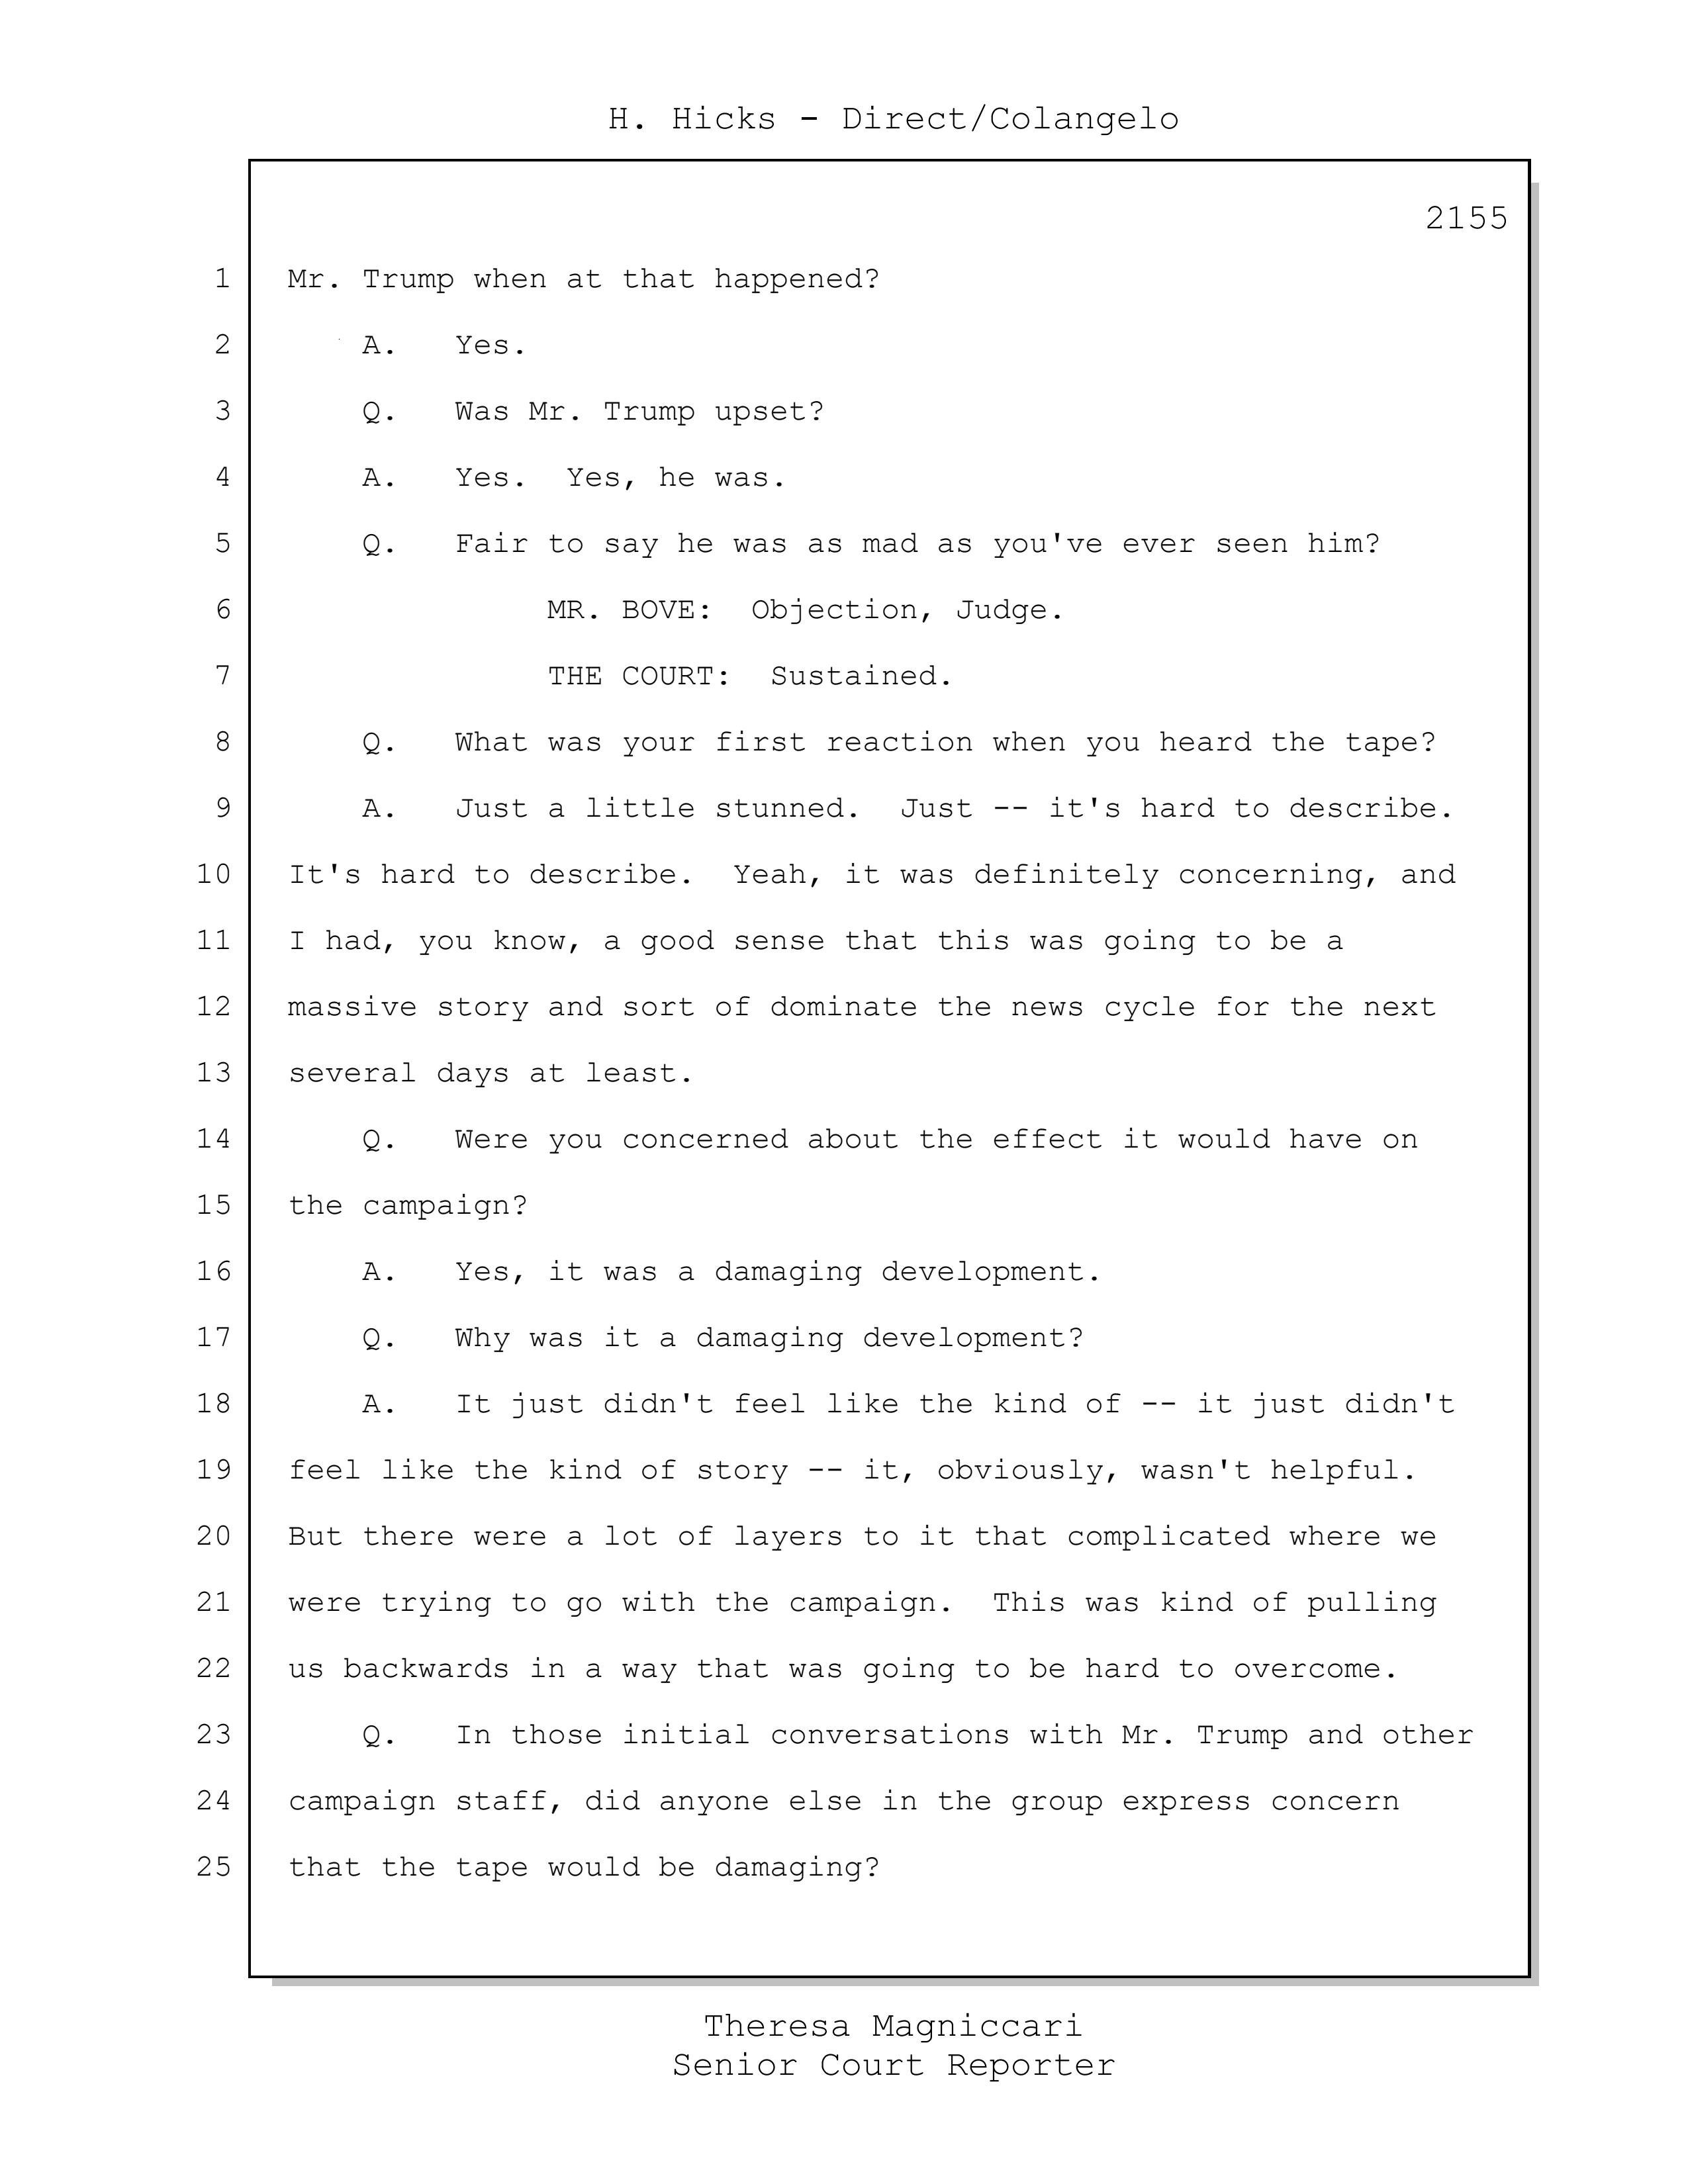 H. Hicks - Direct/Colangelo
2155
1 Mr. Trump when at that happened?
2 A. Yes.
3 Q. Was Mr. Trump upset?
4 A. Yes. Yes, he was.
5 Q. Fair to say he was as mad as you've ever seen him?
6 MR. BOVE: Objection, Judge.
7 THE COURT: Sustained.
8 Q. What was your first reaction when you heard the tape?
9 A. Just a little stunned. Just -- it's hard to describe.
10 It's hard to describe. Yeah, it was definitely concerning, and
11 I had, you know, a good sense that this was going to be a
12 massive story and sort of dominate the news cycle for the next
13 several days at least.
14 Q. Were you concerned about the effect it would have on
15 the campaign?
16 A. Yes, it was a damaging development.
17 Q. Why was it a damaging development?
18 A. It just didn't feel like the kind of -- it just didn't
19 feel like the kind of story -- it, obviously, wasn't helpful.
20 But there were a lot of layers to it that complicated where we
21 were trying to go with the campaign. This was kind of pulling
22 us backwards in a way that was going to be hard to overcome.
23 Q. In those initial conversations with Mr. Trump and other
24 campaign staff, did anyone else in the group express concern
25 that the tape would be damaging?
Theresa Magniccari
Senior Court Reporter